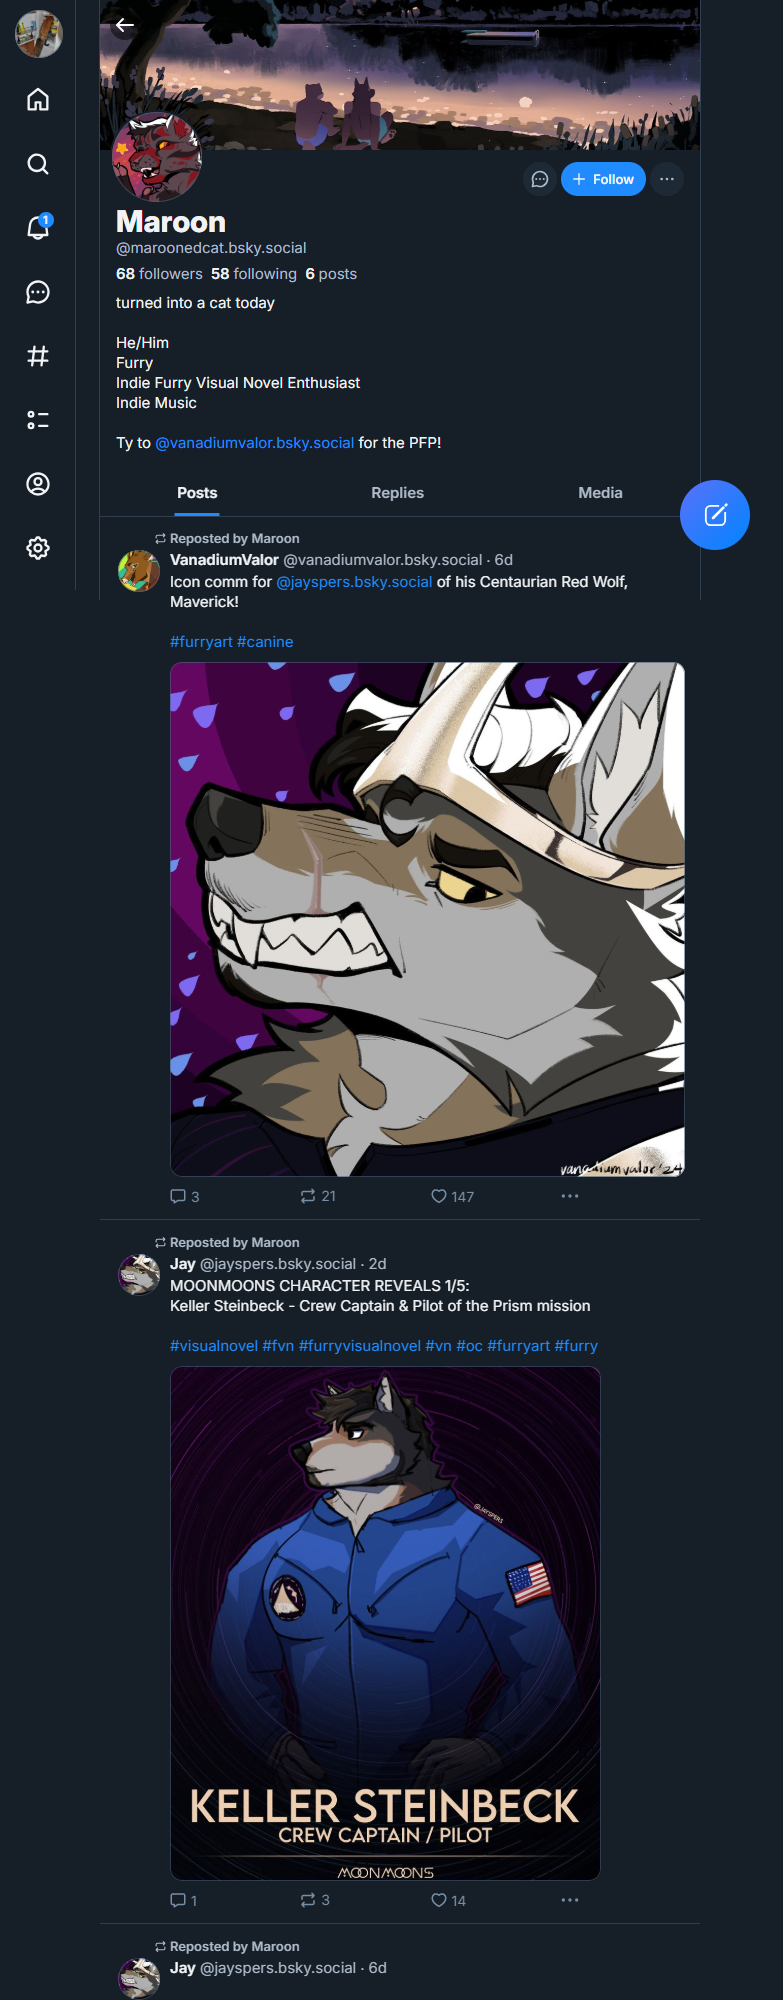 1
+ Follow
Maroon
@maroonedcat.bsky.social
68 followers 58 following 6 posts
turned into a cat today
He/Him
Furry
Indie Furry Visual Novel Enthusiast
Indie Music
Ty to @vanadiumvalor.bsky.social for the PFP!
Posts Replies Media
Reposted by Maroon
VanadiumValor @vanadiumvalor.bsky.social · 6d
Icon comm for @jayspers.bsky.social of his Centaurian Red Wolf,
Maverick!
#furryart #canine
vanadiumvalor '24
3 21 147
Reposted by Maroon
Jay @jayspers.bsky.social · 2d
MOONMOONS CHARACTER REVEALS 1/5:
Keller Steinbeck - Crew Captain & Pilot of the Prism mission
#visualnovel #fvn #furryvisualnovel #vn #oc #furryart #furry
@JAYSPERS
KELLER STEINBECK
CREW CAPTAIN / PILOT
MOONMOONS
1 3 14
Reposted by Maroon
Jay @jayspers.bsky.social · 6d